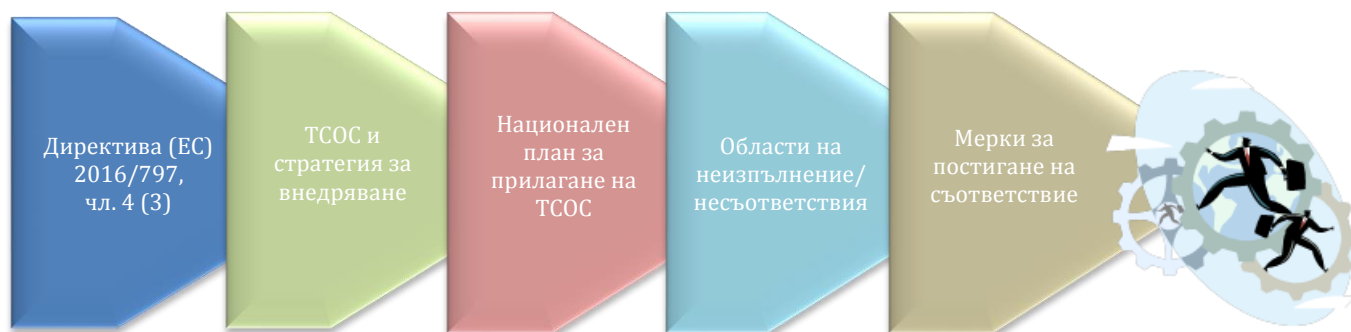 Директива (ЕС)
2016/797,
чл. 4 (3)
ТСОС и
стратегия за
внедряване
Национален
план за
прилагане на
ТСОС
Области на
неизпълнение/
несъответствия
Мерки за
постигане на
съответствие